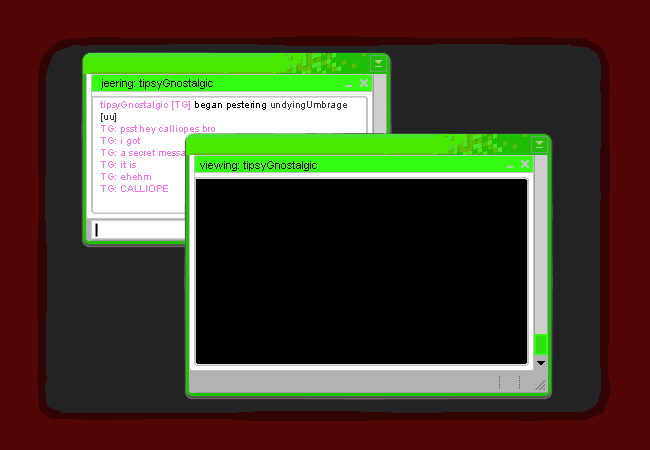 jeering: tipsyGnostalgic
tipsyGnostalgic [TG] began pestering undyingUmbrage
[uu]
TG: psst hey calliopes bro
TG: i got
TG: a secret messa
TG: it is
TG: ehehm
TG: CALLIOPE
viewing: tipsyGnostalgic